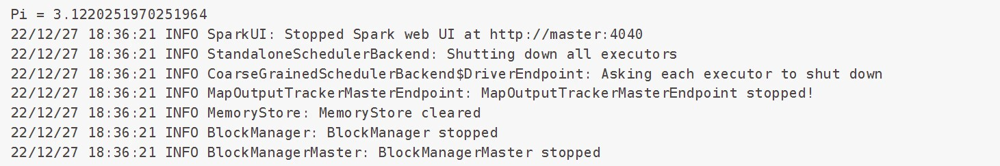 Pi = 3.1220251970251964
22/12/27 18:36:21 INFO SparkUI: Stopped Spark web UI at http://master:4040
22/12/27 18:36:21 INFO StandaloneSchedulerBackend: Shutting down all executors
22/12/27 18:36:21 INFO CoarseGrainedSchedulerBackend$DriverEndpoint: Asking each executor to shut down
22/12/27 18:36:21 INFO MapOutputTrackerMasterEndpoint: MapOutputTrackerMasterEndpoint stopped!
22/12/27 18:36:21 INFO MemoryStore: MemoryStore cleared
22/12/27 18:36:21 INFO BlockManager: BlockManager stopped
22/12/27 18:36:21 INFO BlockManagerMaster: BlockManagerMaster stopped